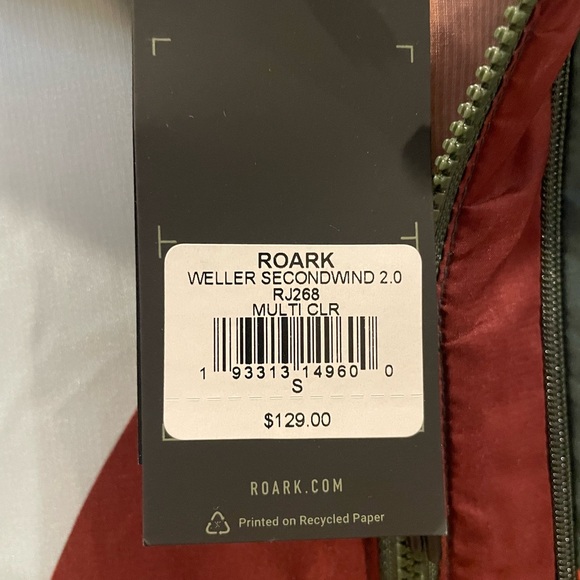 ROARK
WELLER SECONDWIND 2.0
RJ268
MULTI CLR
1 93313 14960 0
S
$129.00
ROARK.COM
Printed on Recycled Paper